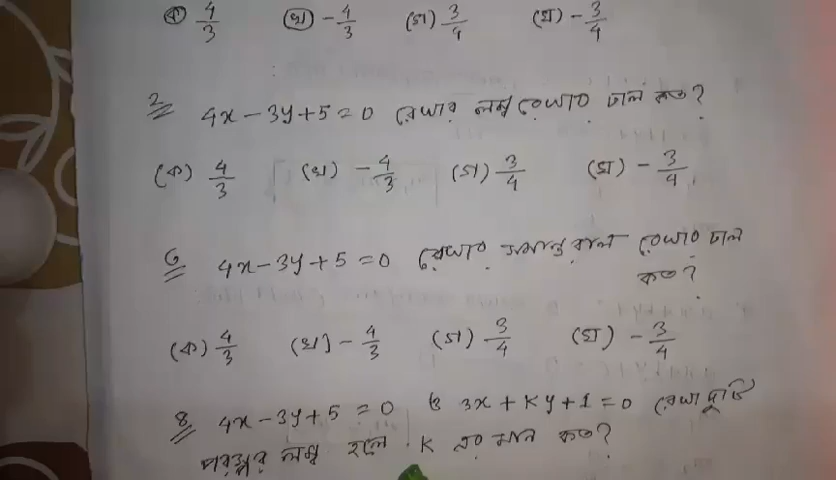 (ক) 4/3 (খ) -4/3 (গ) 3/4 (ঘ) -3/4
২ 4x-3y+5=0 রেখার লম্ব রেখার ঢাল কত?
(ক) 4/3 (খ) -4/3 (গ) 3/4 (ঘ) -3/4
৩ 4x-3y+5=0 রেখার সমান্তরাল রেখার ঢাল
কত?
(ক) 4/3 (খ) -4/3 (গ) 3/4 (ঘ) -3/4
৪ 4x-3y+5=0 ও 3x+Ky+1=0 রেখা দুটি
পরস্পর লম্ব হলে K এর মান কত?